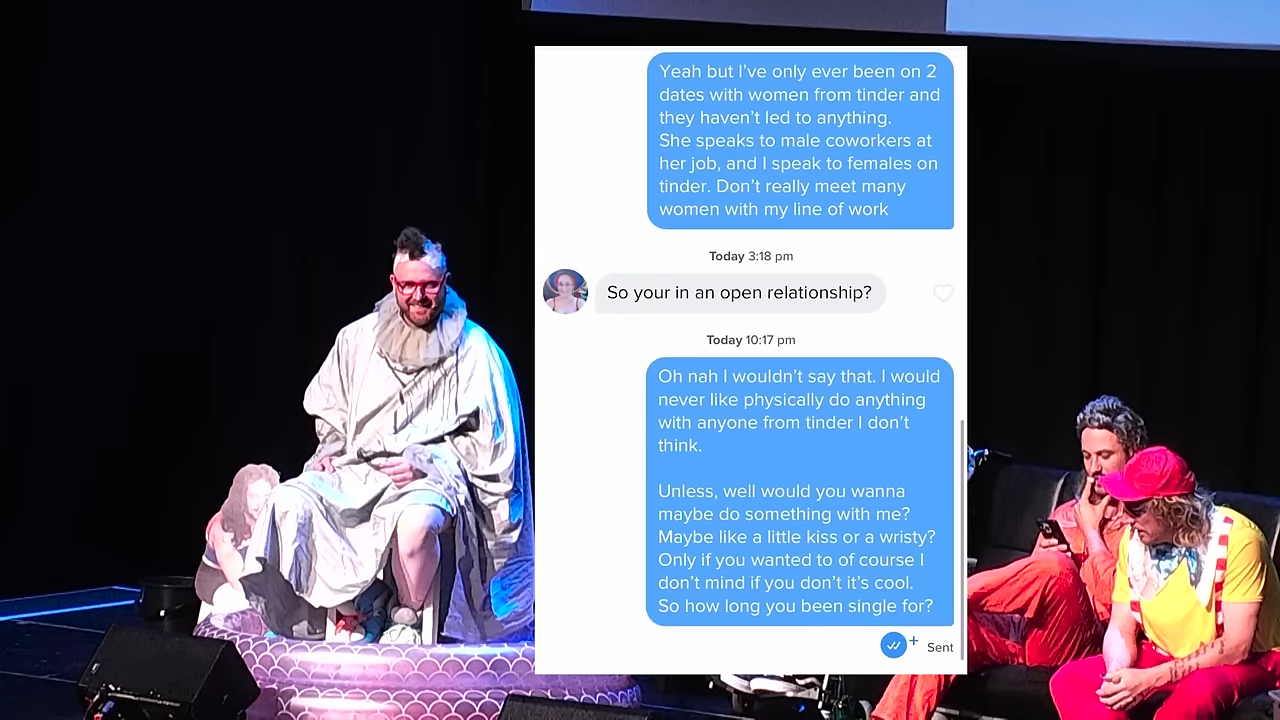 Yeah but I’ve only ever been on 2
dates with women from tinder and
they haven’t led to anything.
She speaks to male coworkers at
her job, and I speak to females on
tinder. Don’t really meet many
women with my line of work
Today 3:18 pm
So your in an open relationship?
Today 10:17 pm
Oh nah I wouldn’t say that. I would
never like physically do anything
with anyone from tinder I don’t
think.
Unless, well would you wanna
maybe do something with me?
Maybe like a little kiss or a wristy?
Only if you wanted to of course I
don’t mind if you don’t it’s cool.
So how long you been single for?
Sent